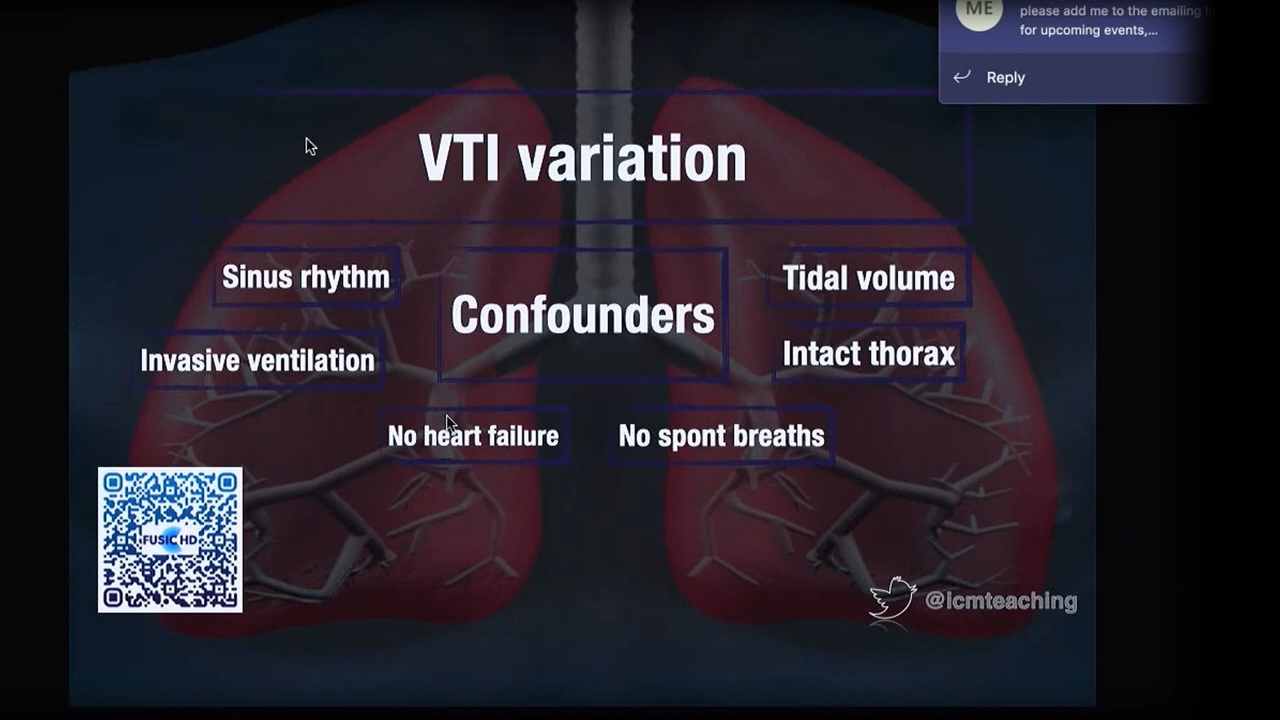 ME
please add me to the emailing
for upcoming events,...
Reply
VTI variation
Sinus rhythm
Confounders
Tidal volume
Invasive ventilation
Intact thorax
No heart failure
No spont breaths
FUSIC HD
@icmteaching